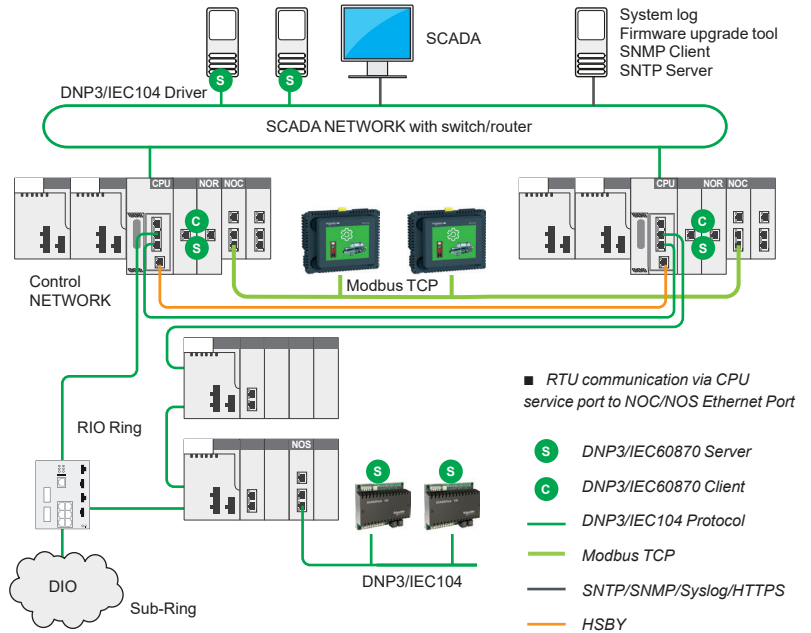 System log
Firmware upgrade tool
SNMP Client
SNTP Server
SCADA
S
S
DNP3/IEC104 Driver
SCADA NETWORK with switch/router
CPU
NOR
NOC
CPU
NOR
NOC
C
S
C
S
Control
NETWORK
Modbus TCP
RIO Ring
NOS
S
S
DNP3/IEC104
DIO
Sub-Ring
■ RTU communication via CPU
service port to NOC/NOS Ethernet Port
S DNP3/IEC60870 Server
C DNP3/IEC60870 Client
DNP3/IEC104 Protocol
Modbus TCP
SNTP/SNMP/Syslog/HTTPS
HSBY